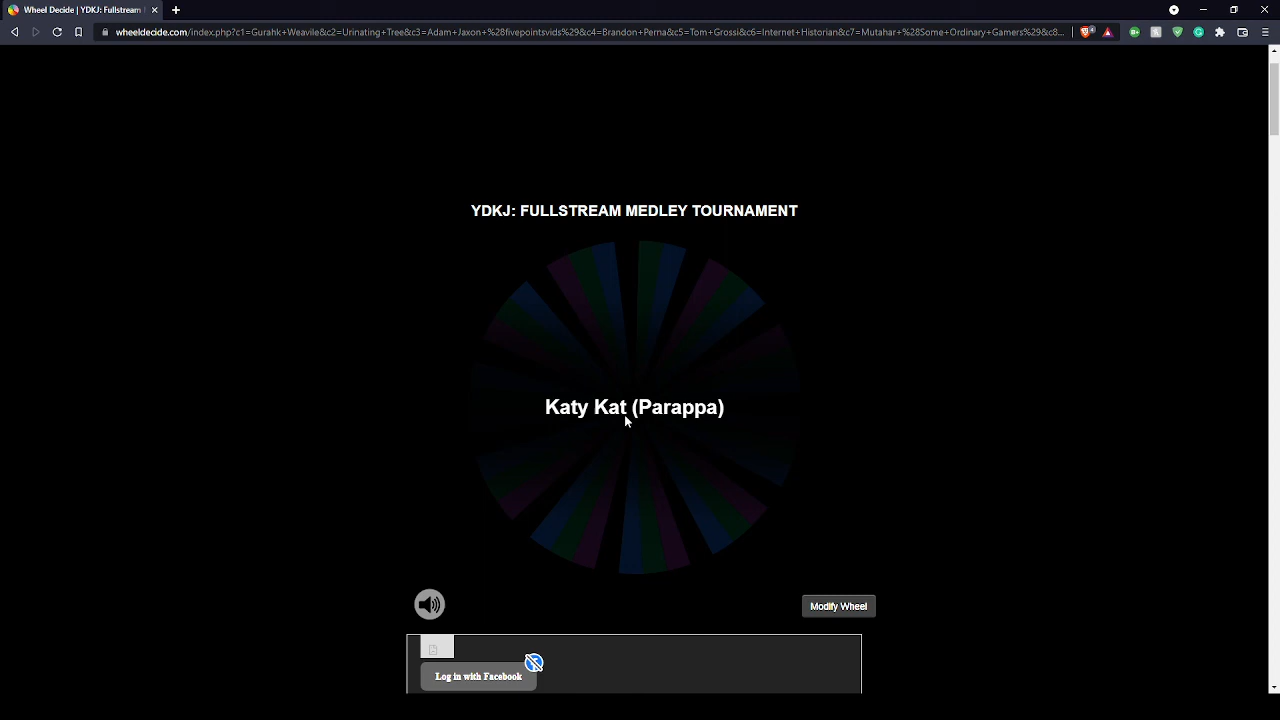 Wheel Decide | YDKJ: Fullstream
wheeldecide.com/index.php?c1=Gurahk+Weavile&c2=Urinating+Tree&c3=Adam+Jaxon+%28fivepointsvids%29&c4=Brandon+Perna&c5=Tom+Grossi&c6=Internet+Historian&c7=Mutahar+%28Some+Ordinary+Gamers%29&c8...
YDKJ: FULLSTREAM MEDLEY TOURNAMENT
Katy Kat (Parappa)
Modify Wheel
Log in with Facebook